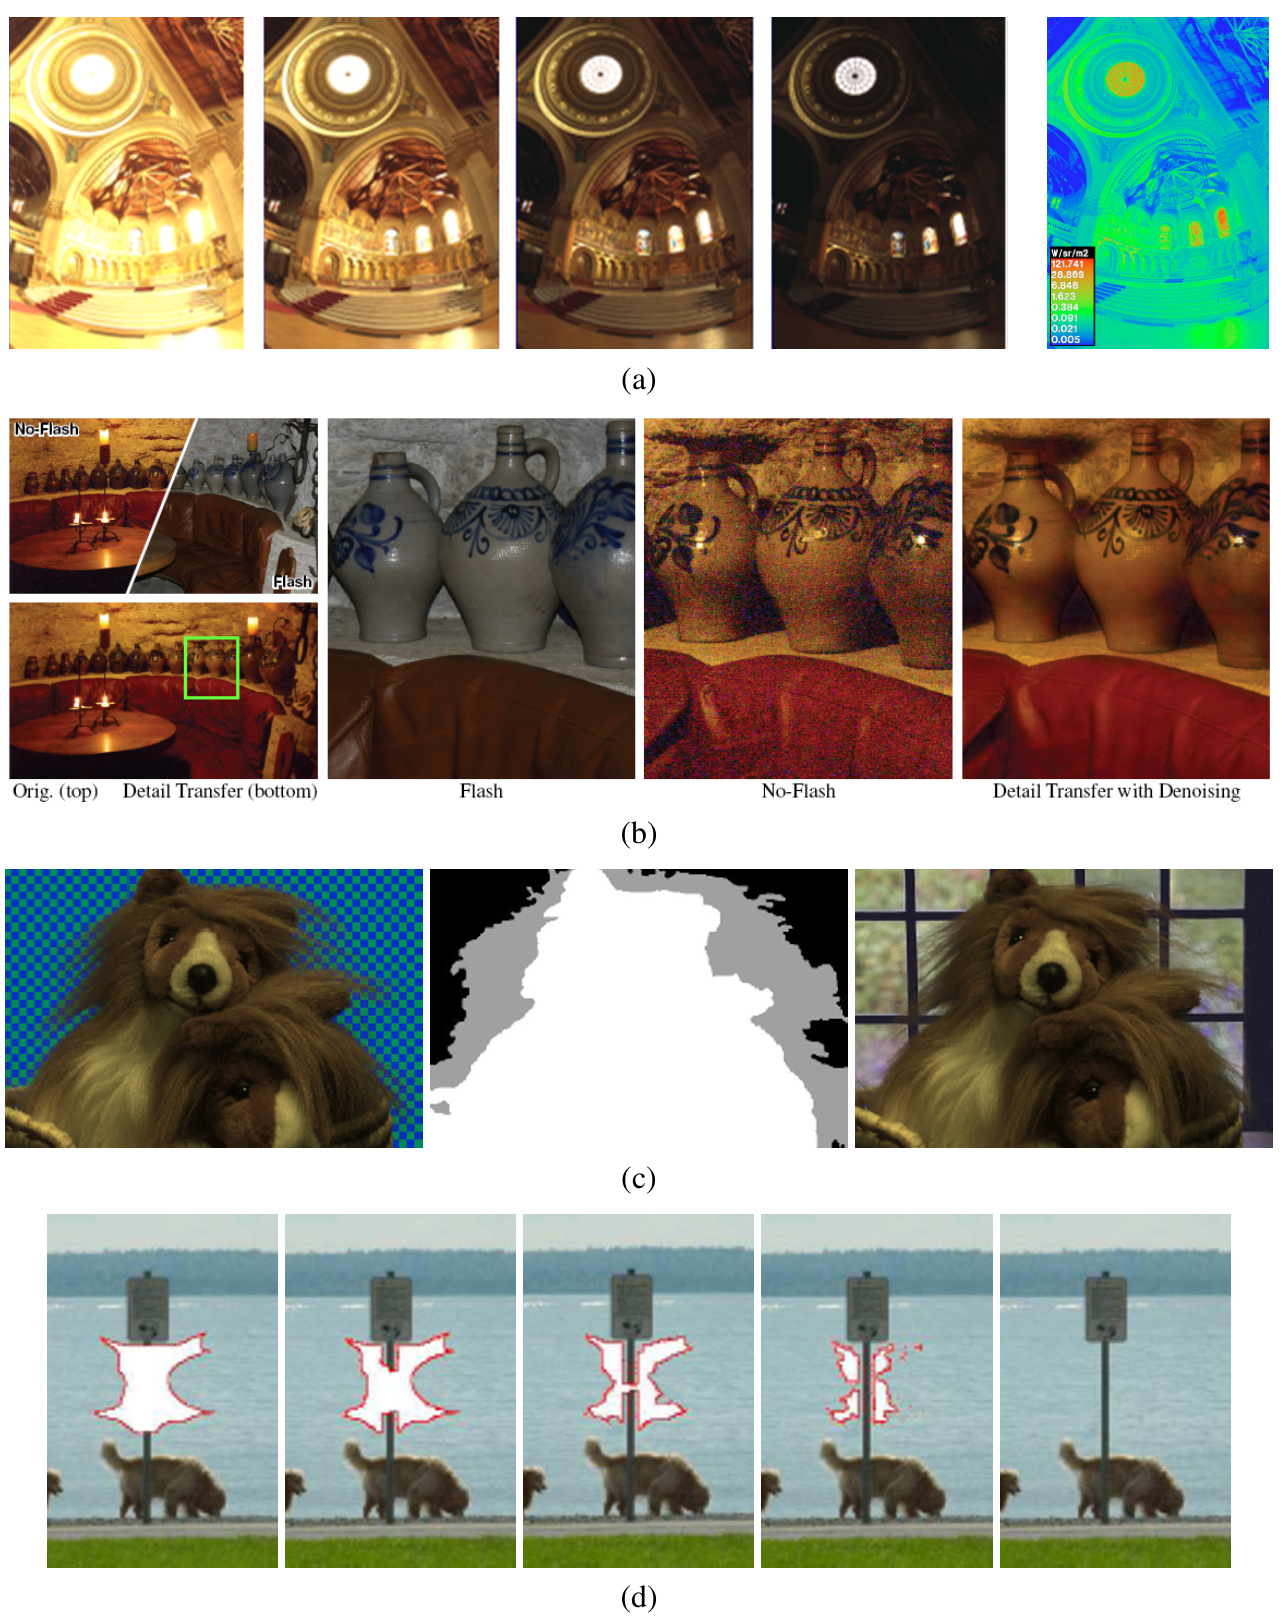 W/sr/m2
121.741
28.869
6.846
1.623
0.384
0.091
0.021
0.005
(a)
No-Flash
Flash
Orig. (top) Detail Transfer (bottom) Flash No-Flash Detail Transfer with Denoising
(b)
(c)
(d)